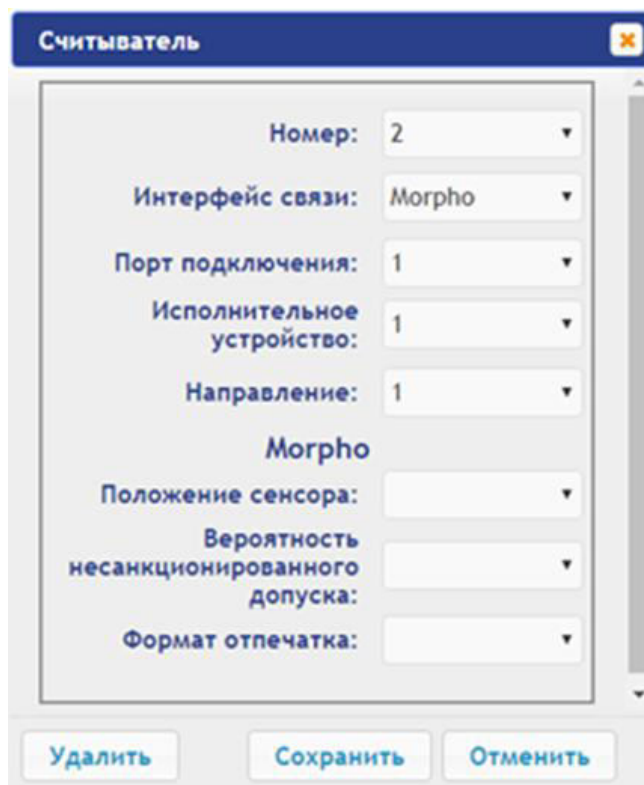 Считыватель
Номер: 2
Интерфейс связи: Morpho
Порт подключения: 1
Исполнительное
устройство: 1
Направление: 1
Morpho
Положение сенсора:
Вероятность
несанкционированного
допуска:
Формат отпечатка:
Удалить Сохранить Отменить